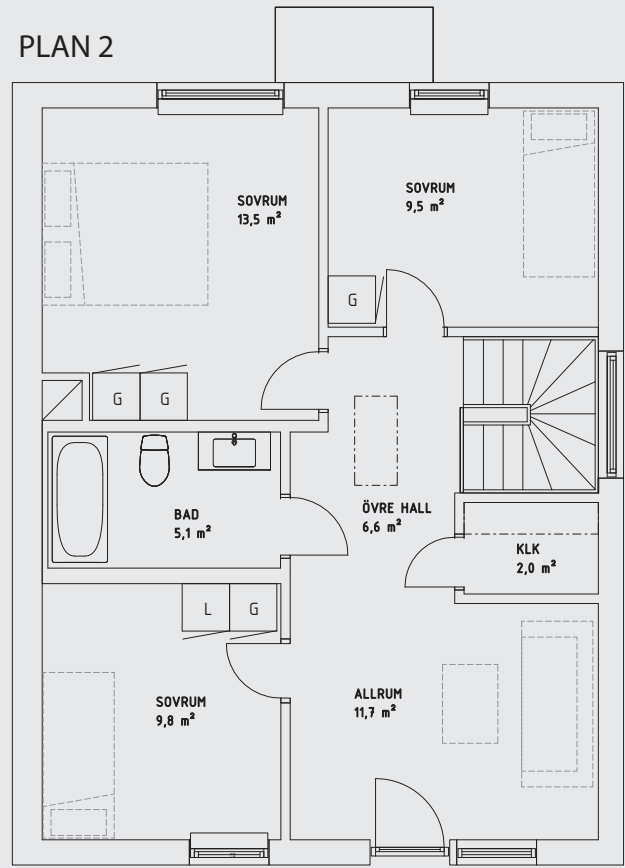 PLAN 2
SOVRUM
13,5 m²
SOVRUM
9,5 m²
G
G
G
BAD
5,1 m²
ÖVRE HALL
6,6 m²
KLK
2,0 m²
L
G
SOVRUM
9,8 m²
ALLRUM
11,7 m²